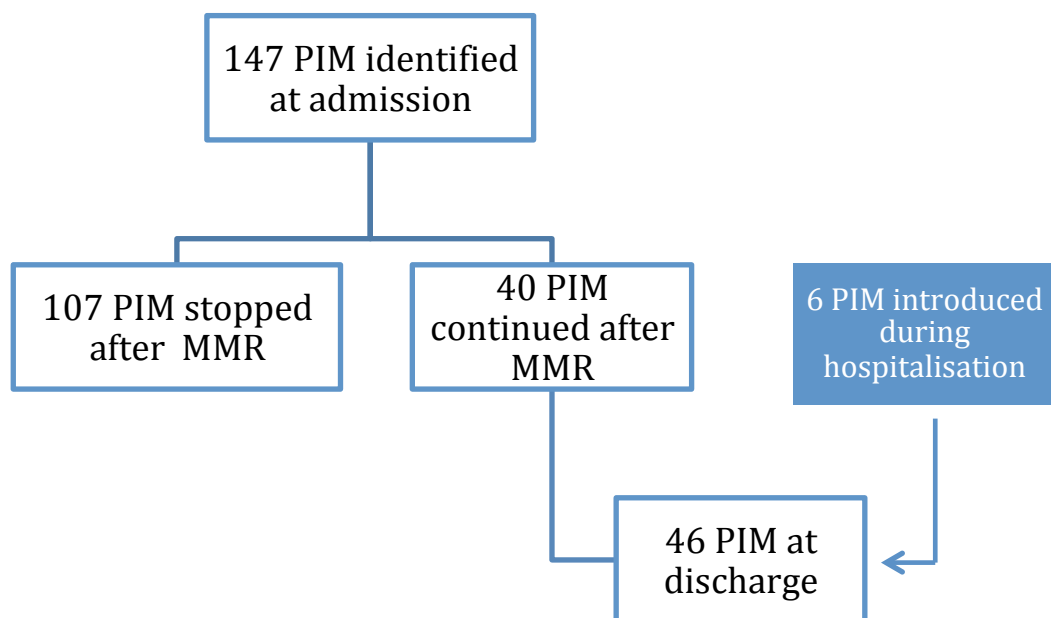 147 PIM identified
at admission
107 PIM stopped
after MMR
40 PIM
continued after
MMR
6 PIM introduced
during
hospitalisation
46 PIM at
discharge